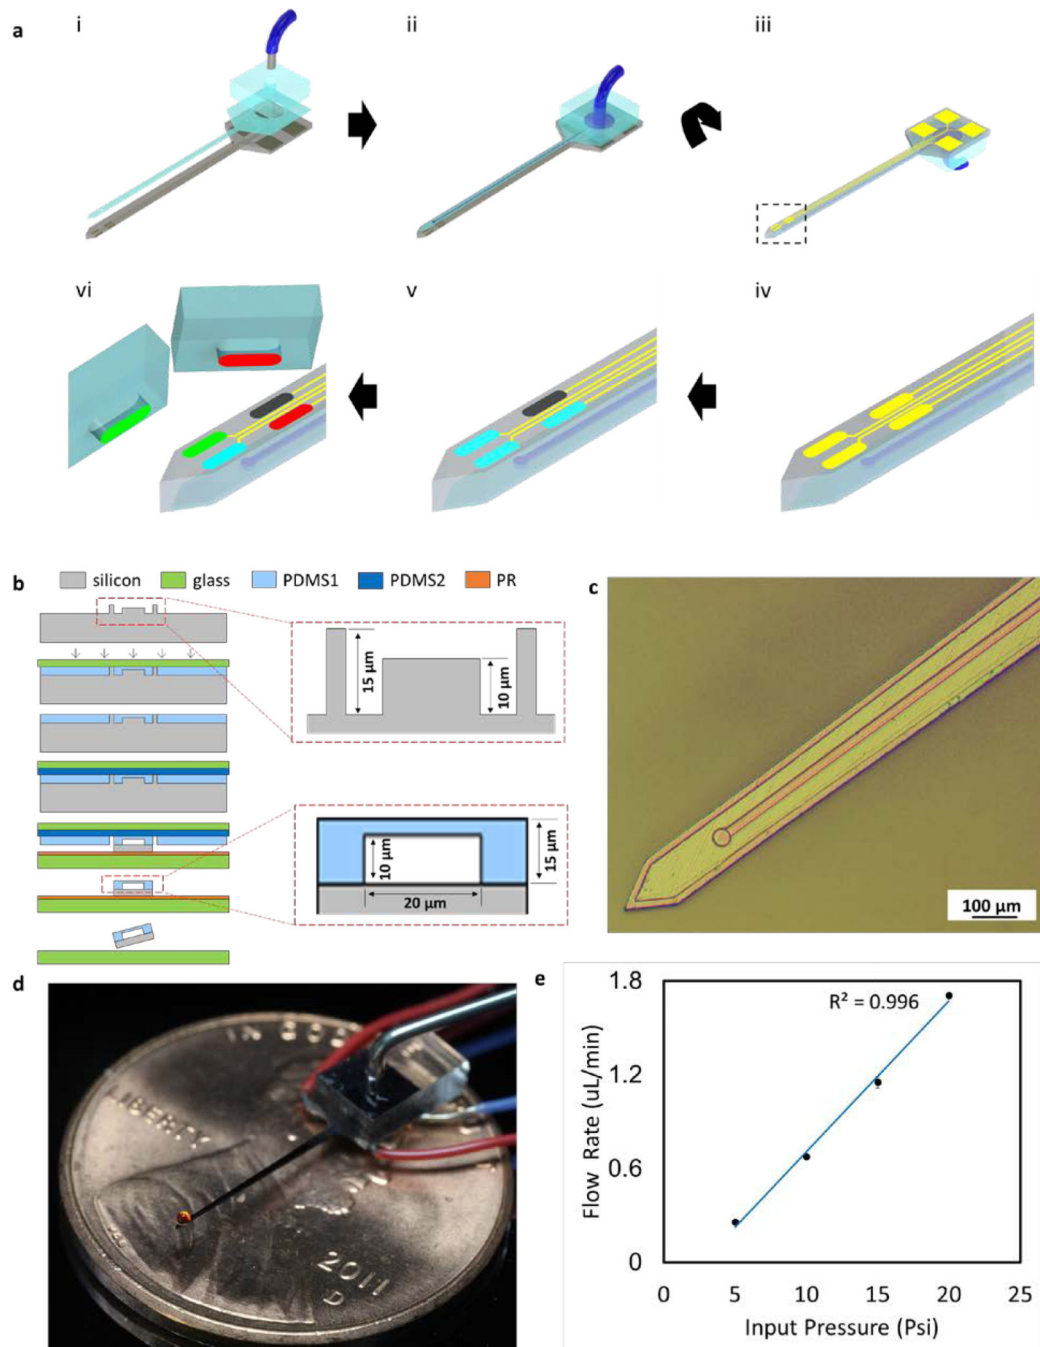 a
i
ii
iii
vi
v
iv
b
silicon
glass
PDMS1
PDMS2
PR
15 µm
10 µm
10 µm
15 µm
20 µm
c
100 µm
d
LIBERTY
2011
D
e
R² = 0.996
Flow Rate (uL/min)
1.8
1.2
0.6
0
0
5
10
15
20
25
Input Pressure (Psi)